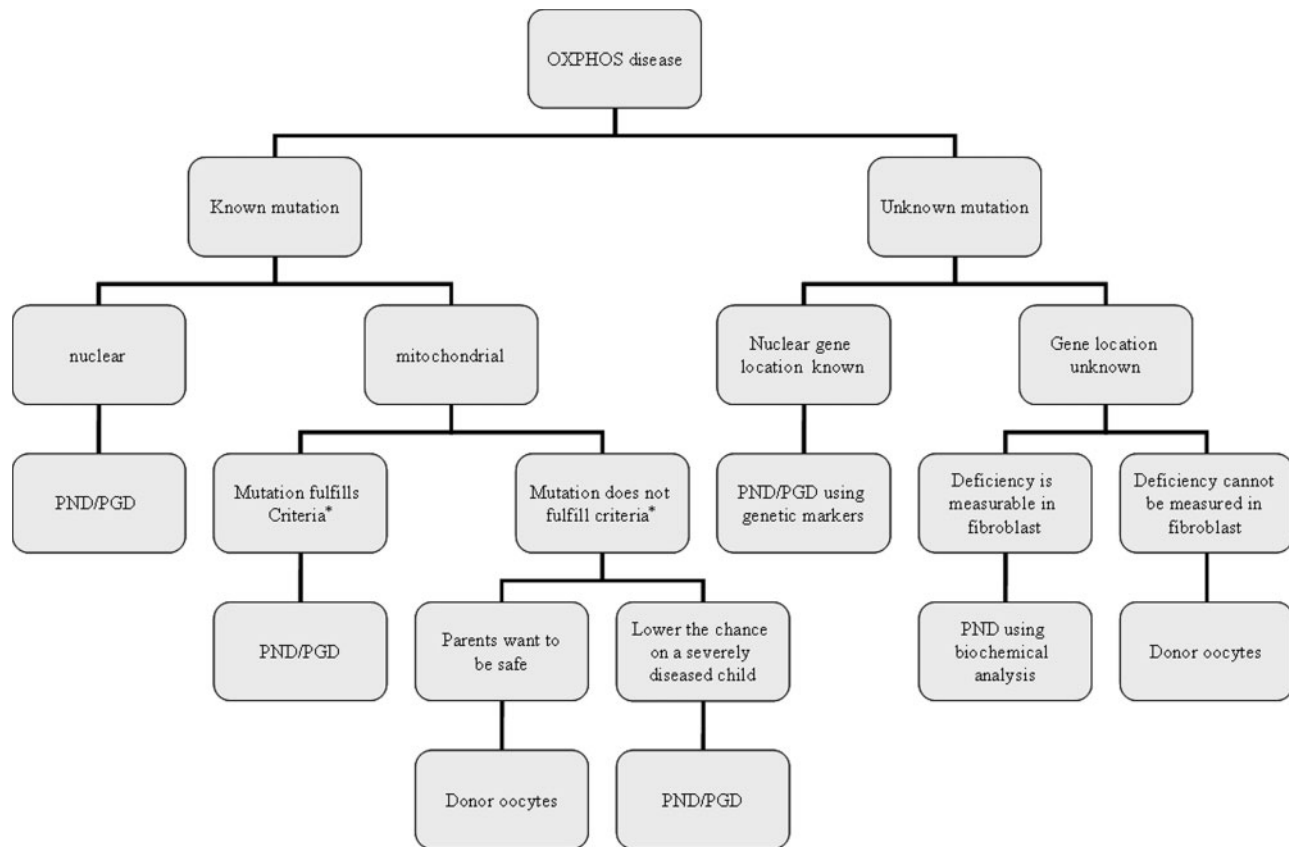 OXPHOS disease
Known mutation
Unknown mutation
nuclear
mitochondrial
Nuclear gene
location known
Gene location
unknown
PND/PGD
Mutation fulfills
Criteria*
Mutation does not
fulfill criteria*
PND/PGD using
genetic markers
Deficiency is
measurable in
fibroblast
Deficiency cannot
be measured in
fibroblast
PND/PGD
Parents want to
be safe
Lower the chance
on a severely
diseased child
PND using
biochemical
analysis
Donor oocytes
Donor oocytes
PND/PGD